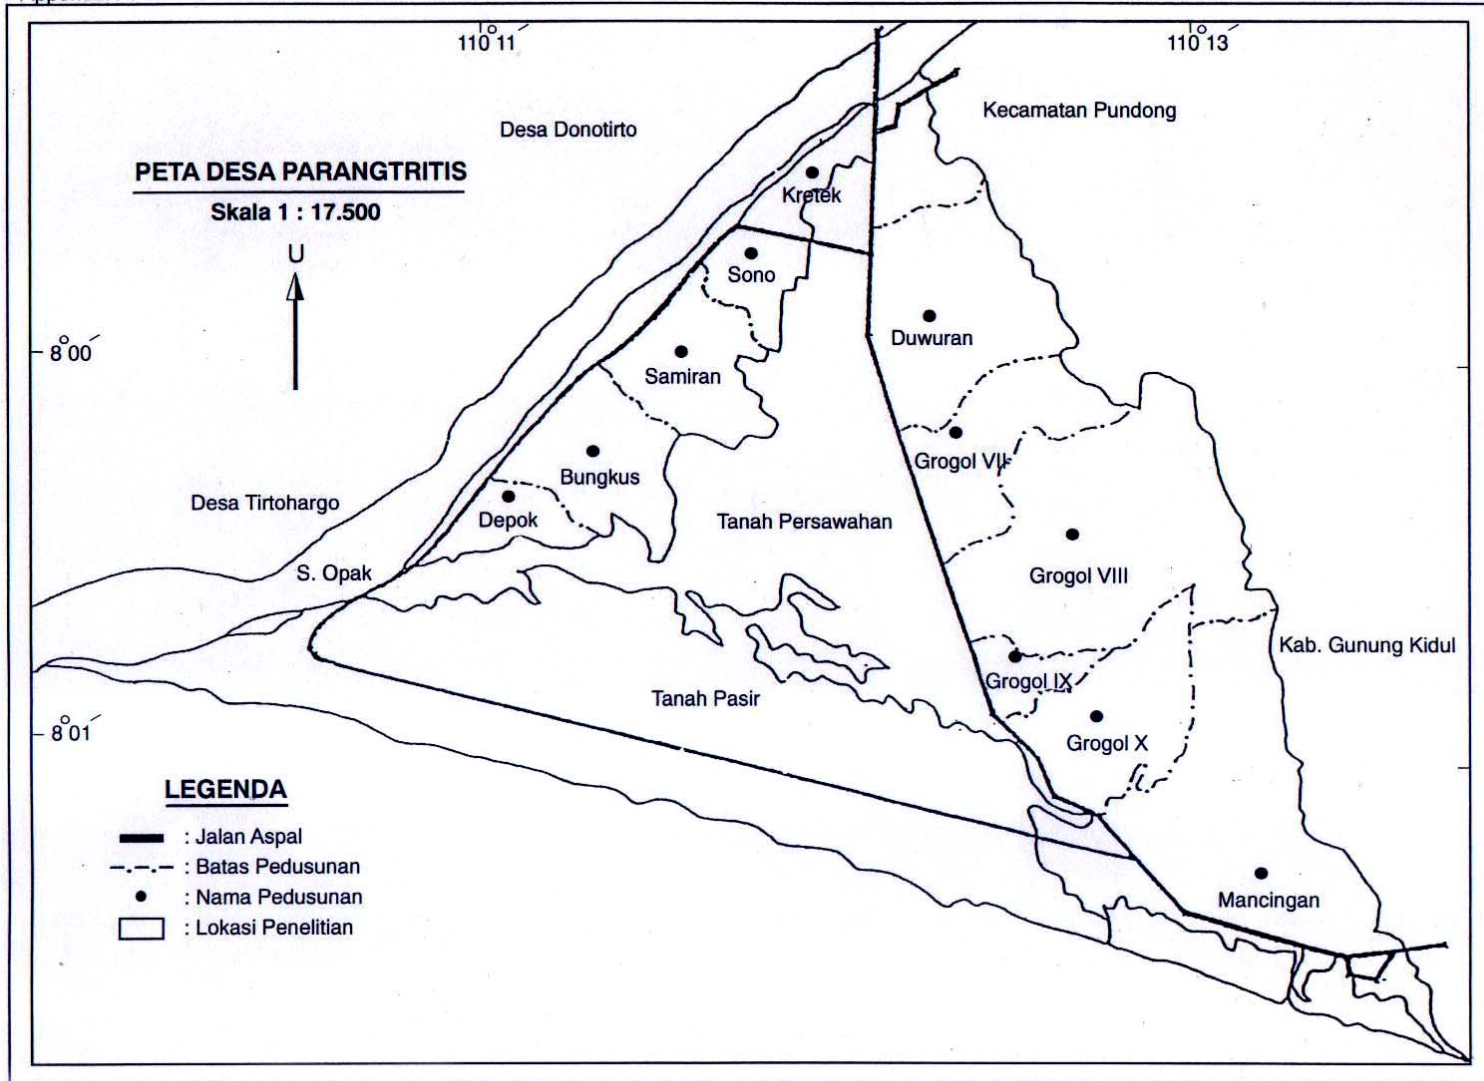 110°11′
110°13′
Kecamatan Pundong
Desa Donotirto
PETA DESA PARANGTRITIS
Skala 1 : 17.500
U
Kretek
Sono
Duwuran
8°00′
Samiran
Grogol VII
Bungkus
Desa Tirtohargo
Depok
Tanah Persawahan
S. Opak
Grogol VIII
Kab. Gunung Kidul
Grogol IX
Tanah Pasir
8°01′
Grogol X
LEGENDA
: Jalan Aspal
: Batas Pedusunan
: Nama Pedusunan
: Lokasi Penelitian
Mancingan